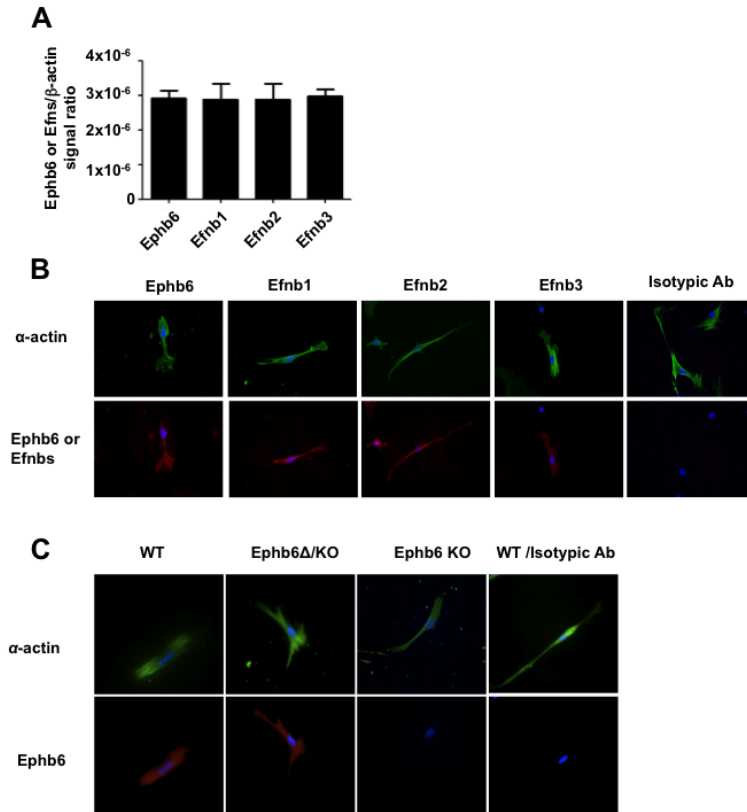 A
Ephb6 or Efns/β-actin
signal ratio
4x10-6
3x10-6
2x10-6
1x10-6
0
Ephb6
Efnb1
Efnb2
Efnb3
B
Ephb6 Efnb1 Efnb2 Efnb3 Isotypic Ab
α-actin
Ephb6 or
Efnbs
C
WT Ephb6Δ/KO Ephb6 KO WT /Isotypic Ab
α-actin
Ephb6